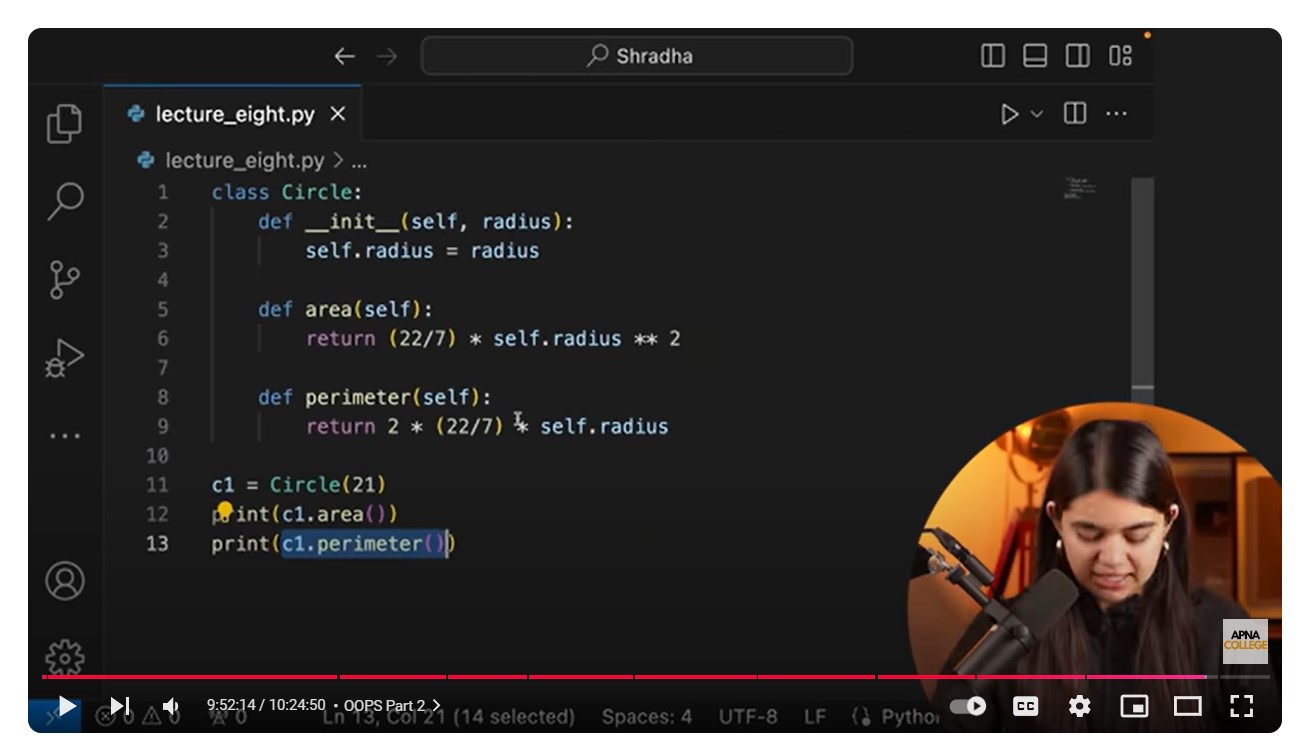 Shradha
lecture_eight.py
lecture_eight.py > ...
1 class Circle:
2 def __init__(self, radius):
3 self.radius = radius
4
5 def area(self):
6 return (22/7) * self.radius ** 2
7
8 def perimeter(self):
9 return 2 * (22/7) * self.radius
10
11 c1 = Circle(21)
12 print(c1.area())
13 print(c1.perimeter())
APNA
COLLEGE
9:52:14 / 10:24:50 • OOPS Part 2 >
0 0 0 Ln 13, Col 21 (14 selected) Spaces: 4 UTF-8 LF Python
CC